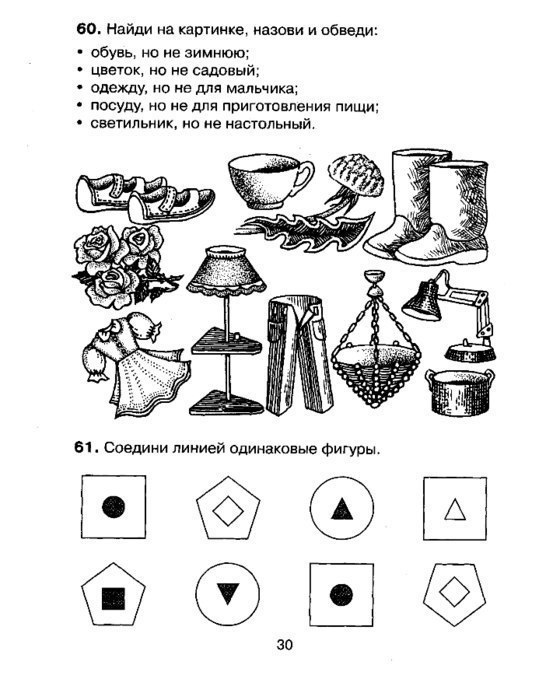 60. Найди на картинке, назови и обведи:
• обувь, но не зимнюю;
• цветок, но не садовый;
• одежду, но не для мальчика;
• посуду, но не для приготовления пищи;
• светильник, но не настольный.
61. Соедини линией одинаковые фигуры.
30